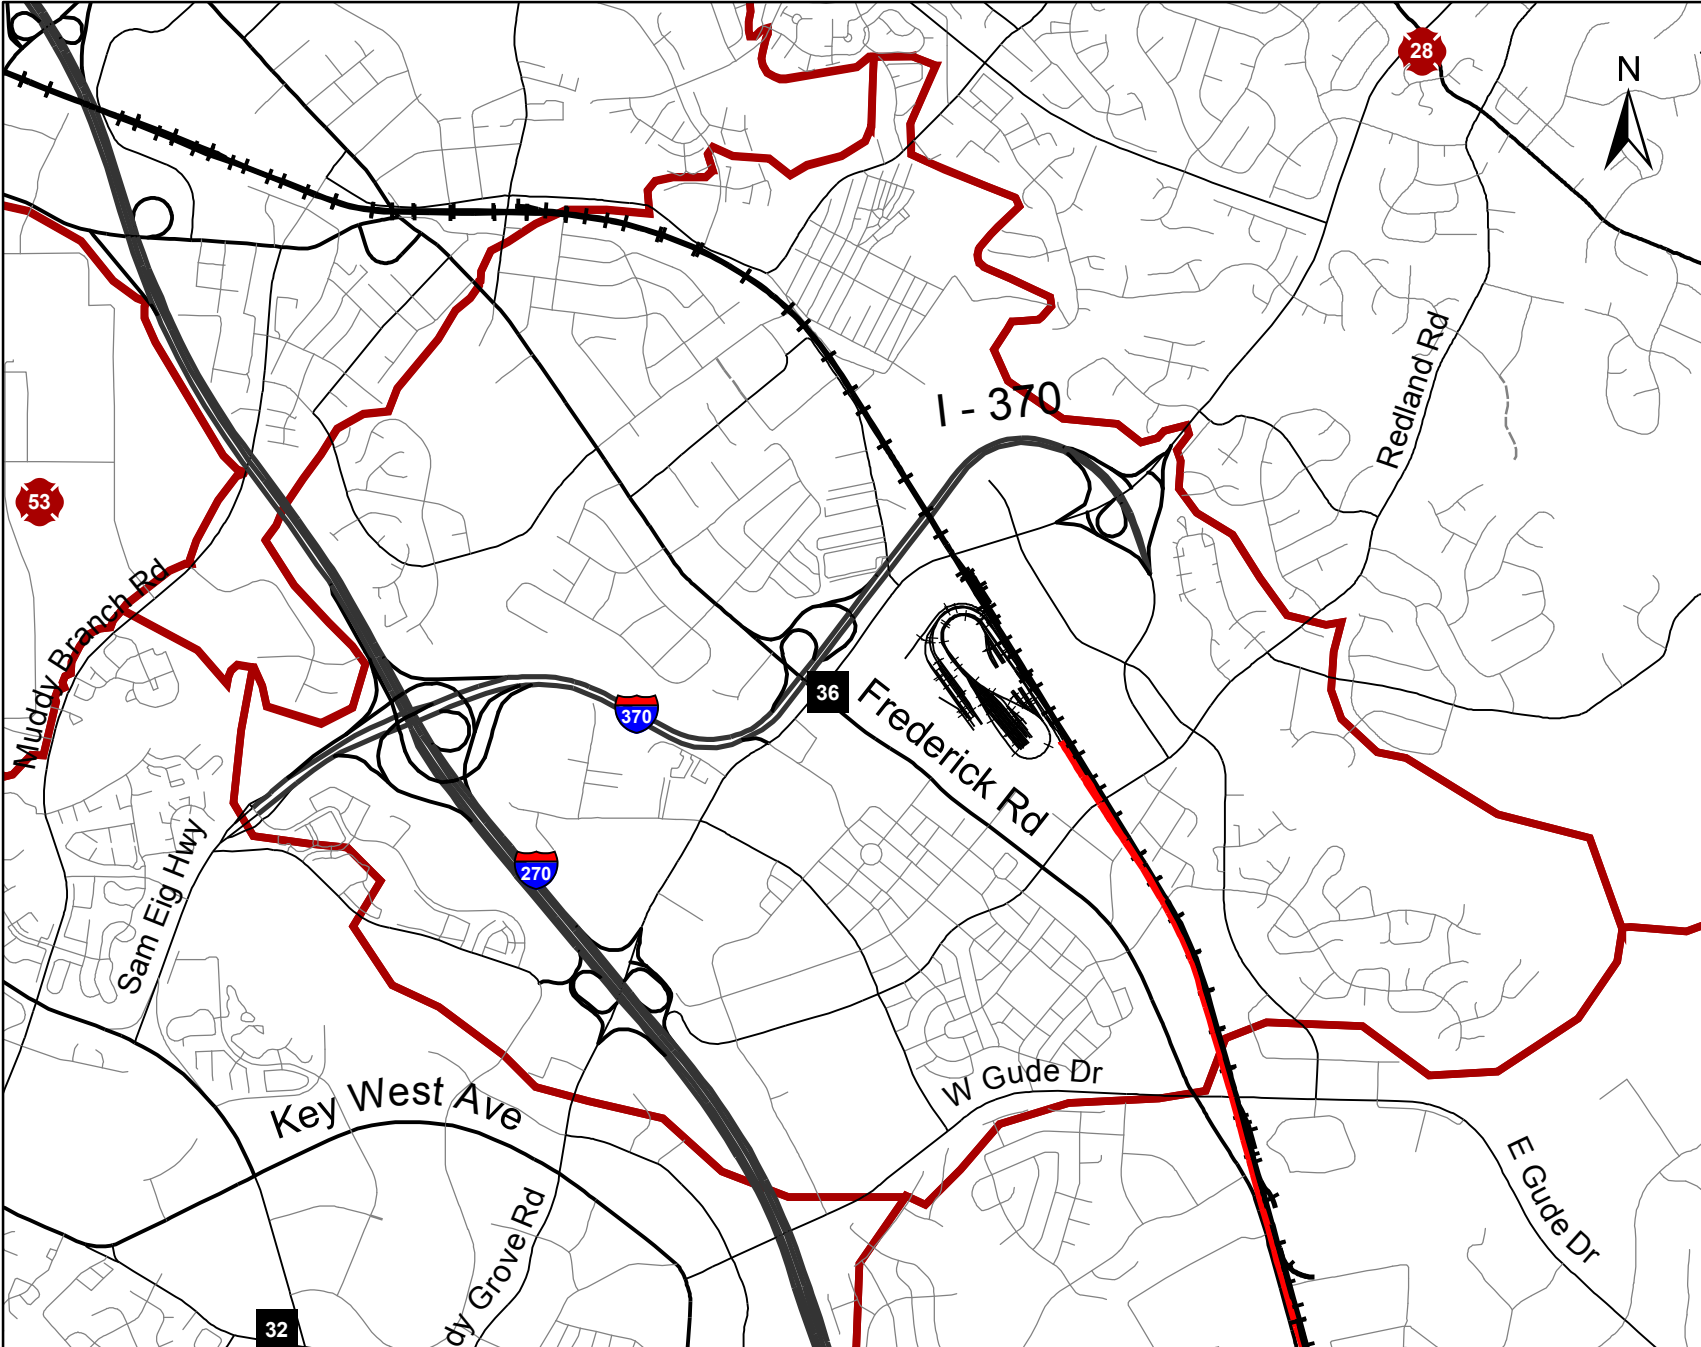 28
N
Redland Rd
I - 370
53
Muddy Branch Rd
36
370
Frederick Rd
270
Sam Eig Hwy
W Gude Dr
Key West Ave
E Gude Dr
dy Grove Rd
32